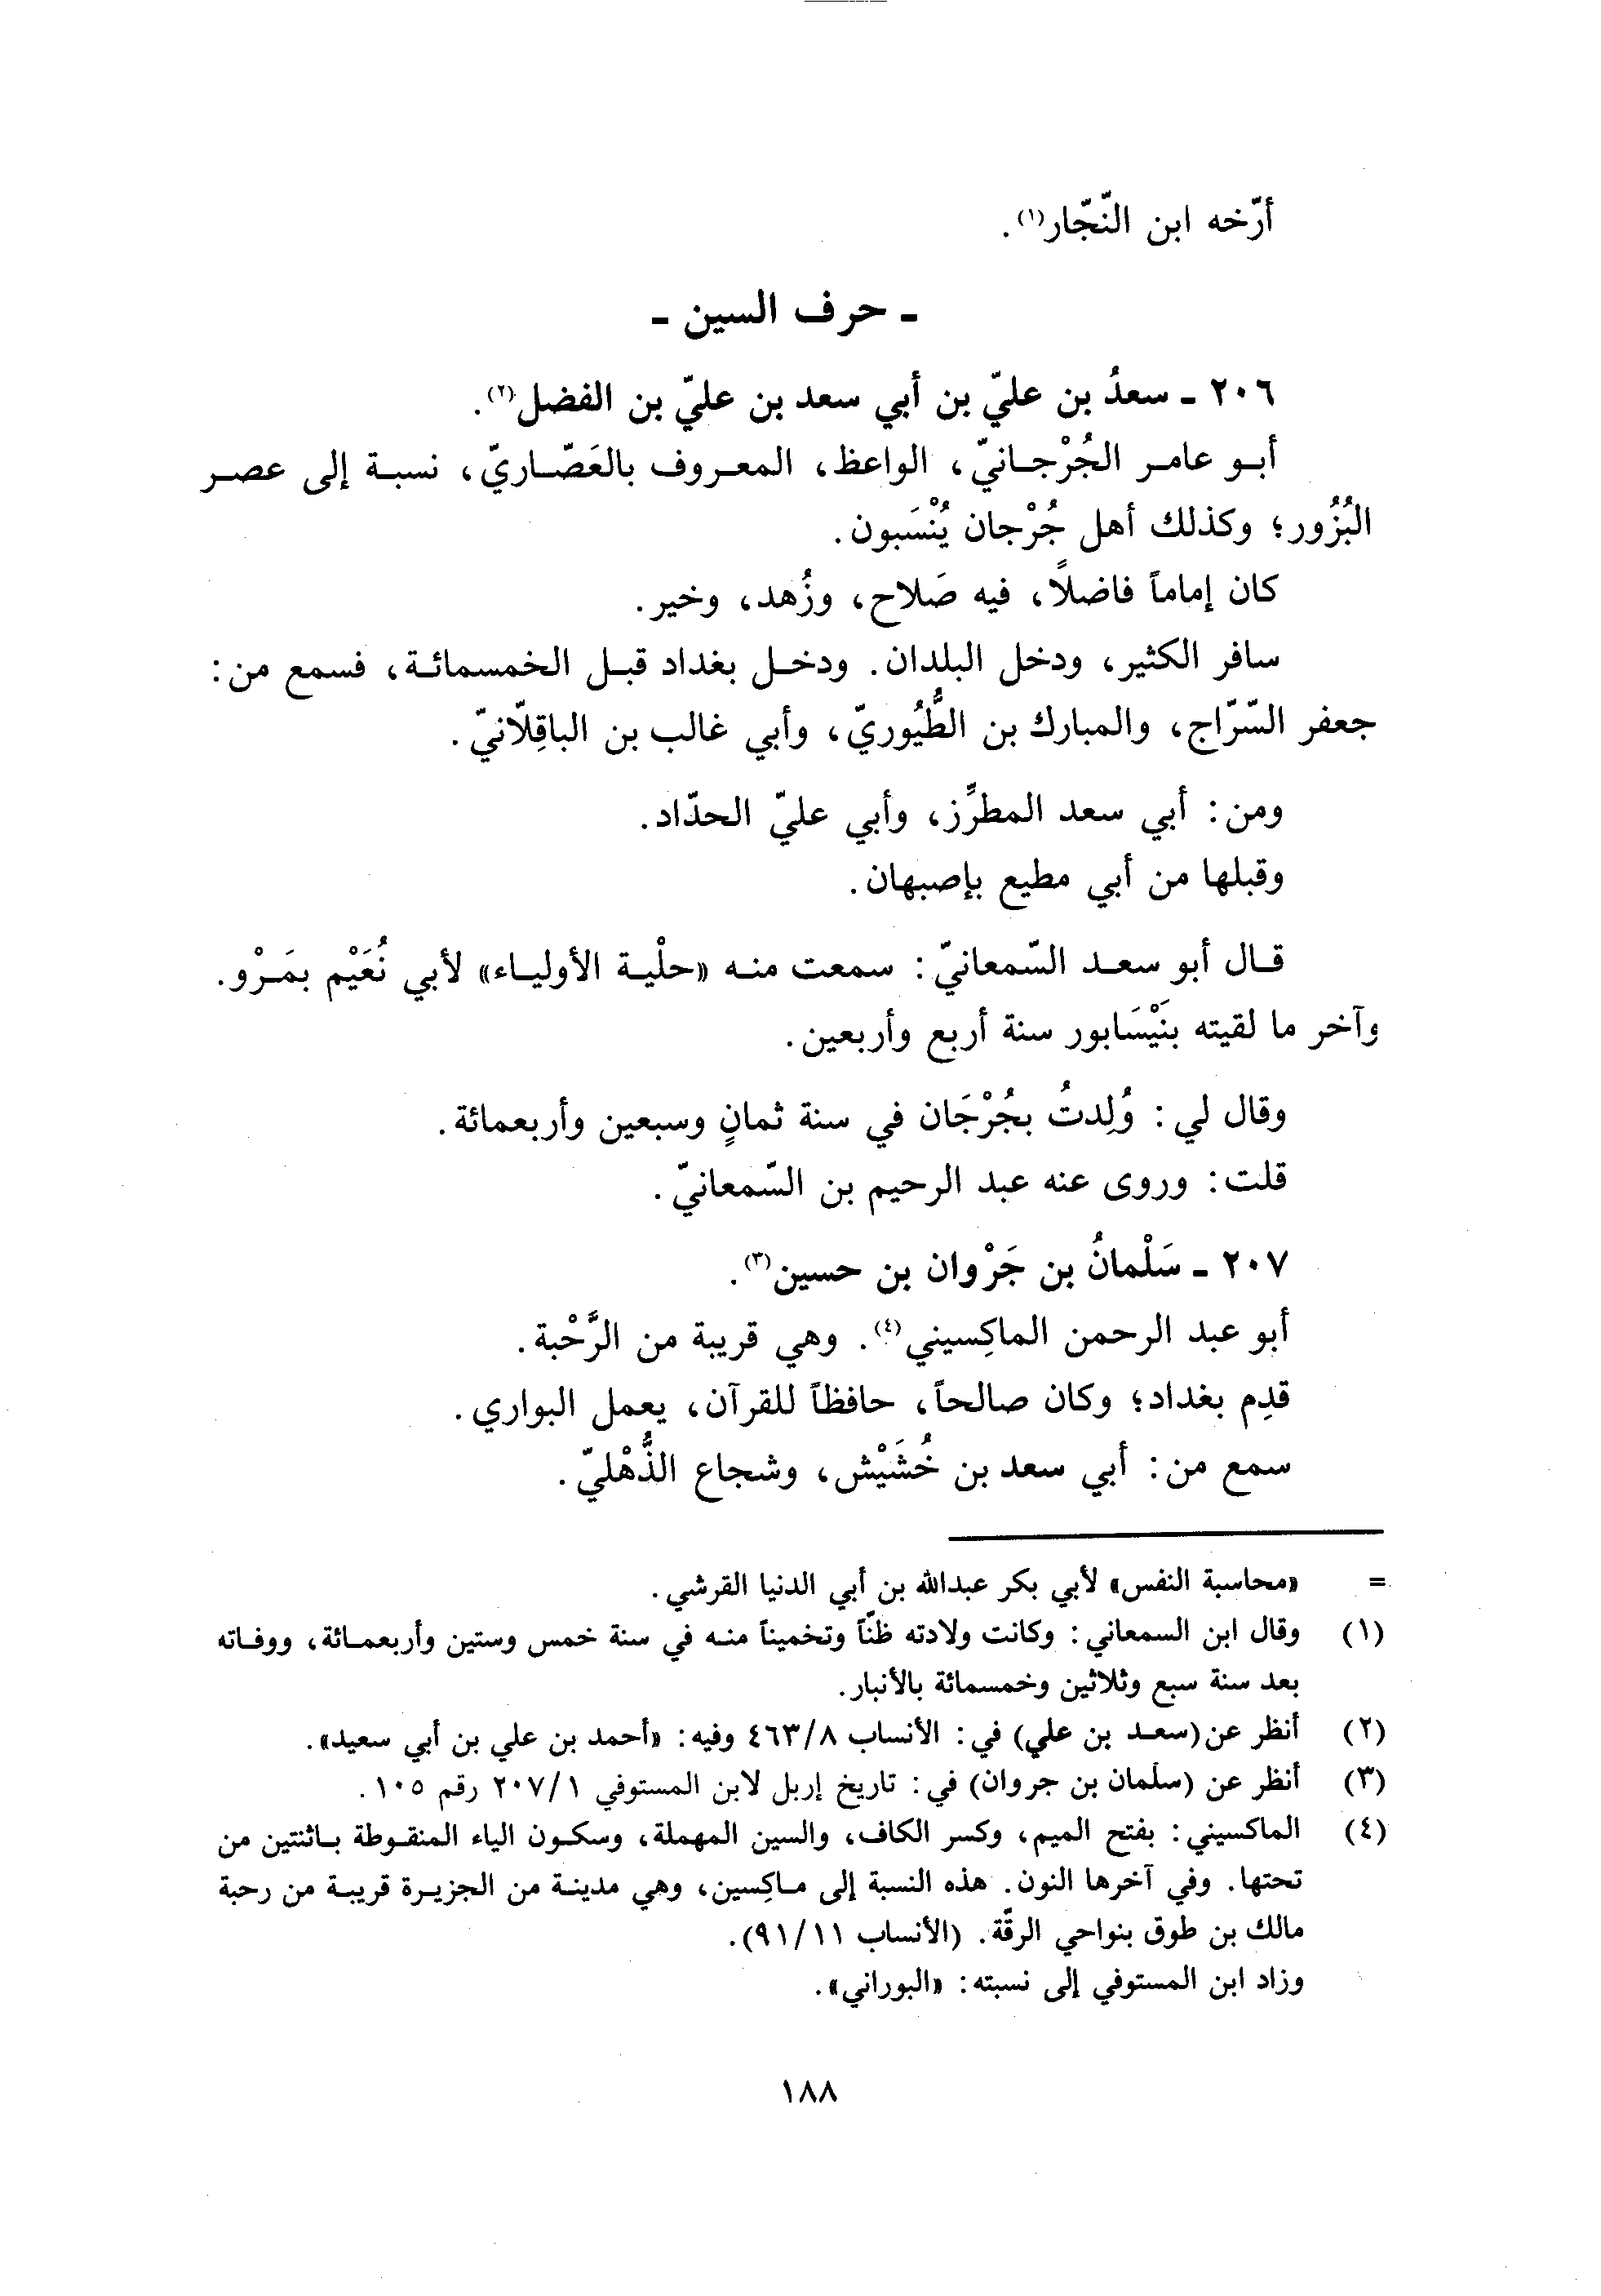 أرّخه ابن النّجّار(١).
ـ حرف السين ـ
٢٠٦ ـ سعدُ بن عليّ بن أبي سعد بن عليّ بن الفضل(٢).
أبو عامر الجُرْجانيّ، الواعظ، المعروف بالعَصّاريّ، نسبة إلى عصر
البُزُور؛ وكذلك أهل جُرْجان يُنْسَبون.
كان إماماً فاضلاً، فيه صَلاح، وزُهد، وخير.
سافر الكثير، ودخل البلدان. ودخل بغداد قبل الخمسمائة، فسمع من:
جعفر السّرّاج، والمبارك بن الطُّيُوريّ، وأبي غالب بن الباقِلّانيّ.
ومن: أبي سعد المطرِّز، وأبي عليّ الحدّاد.
وقبلها من أبي مطيع بإصبهان.
قال أبو سعد السّمعانيّ: سمعت منه «حلْية الأولياء» لأبي نُعَيْم بمَرْو.
وآخر ما لقيته بنَيْسَابور سنة أربع وأربعين.
وقال لي: وُلِدتُ بجُرْجَان في سنة ثمانٍ وسبعين وأربعمائة.
قلت: وروى عنه عبد الرحيم بن السّمعانيّ.
٢٠٧ ـ سَلْمانُ بن جَرْوان بن حسين(٣).
أبو عبد الرحمن الماكِسيني(٤). وهي قريبة من الرَّحْبة.
قدِم بغداد؛ وكان صالحاً، حافظاً للقرآن، يعمل البواري.
سمع من: أبي سعد بن خُشَيْش، وشجاع الذُّهْليّ.
= «محاسبة النفس» لأبي بكر عبدالله بن أبي الدنيا القرشي.
(١) وقال ابن السمعاني: وكانت ولادته ظنّاً وتخميناً منه في سنة خمس وستين وأربعمائة، ووفاته
بعد سنة سبع وثلاثين وخمسمائة بالأنبار.
(٢) أنظر عن (سعد بن علي) في: الأنساب ٤٦٣/٨ وفيه: «أحمد بن علي بن أبي سعيد».
(٣) أنظر عن (سلمان بن جروان) في: تاريخ إربل لابن المستوفي ٢٠٧/١ رقم ١٠٥.
(٤) الماكسيني: بفتح الميم، وكسر الكاف، والسين المهملة، وسكون الياء المنقوطة باثنتين من
تحتها. وفي آخرها النون. هذه النسبة إلى ماكِسين، وهي مدينة من الجزيرة قريبة من رحبة
مالك بن طوق بنواحي الرقّة. (الأنساب ٩١/١١).
وزاد ابن المستوفي إلى نسبته: «البوراني».
١٨٨